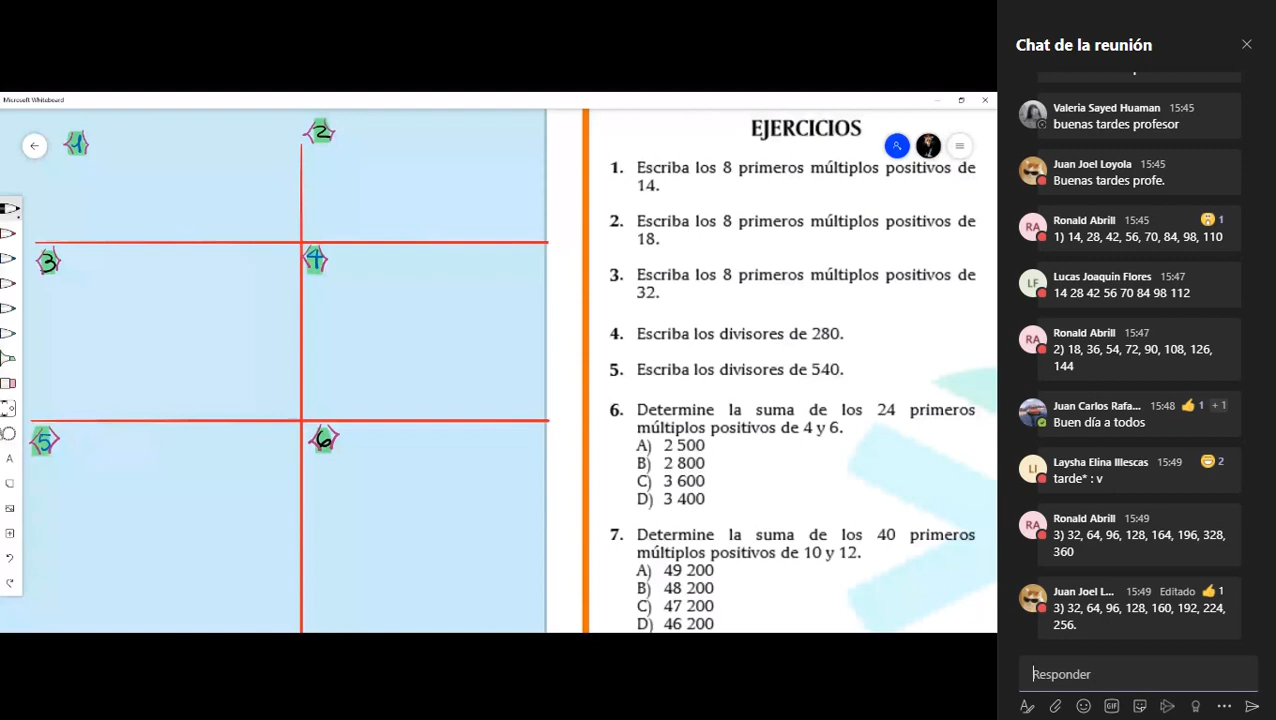 Microsoft Whiteboard
1
2
3
4
5
6
A
EJERCICIOS
1. Escriba los 8 primeros múltiplos positivos de
14.
2. Escriba los 8 primeros múltiplos positivos de
18.
3. Escriba los 8 primeros múltiplos positivos de
32.
4. Escriba los divisores de 280.
5. Escriba los divisores de 540.
6. Determine la suma de los 24 primeros
múltiplos positivos de 4 y 6.
A) 2 500
B) 2 800
C) 3 600
D) 3 400
7. Determine la suma de los 40 primeros
múltiplos positivos de 10 y 12.
A) 49 200
B) 48 200
C) 47 200
D) 46 200
Chat de la reunión
Valeria Sayed Huaman 15:45
buenas tardes profesor
Juan Joel Loyola 15:45
Buenas tardes profe.
RA
Ronald Abrill 15:45 1
1) 14, 28, 42, 56, 70, 84, 98, 110
LF
Lucas Joaquin Flores 15:47
14 28 42 56 70 84 98 112
RA
Ronald Abrill 15:47
2) 18, 36, 54, 72, 90, 108, 126,
144
Juan Carlos Rafa... 15:48 1 +1
Buen día a todos
LI
Laysha Elina Illescas 15:49 2
tarde* : v
RA
Ronald Abrill 15:49
3) 32, 64, 96, 128, 164, 196, 328,
360
Juan Joel L... 15:49 Editado 1
3) 32, 64, 96, 128, 160, 192, 224,
256.
Responder
GIF